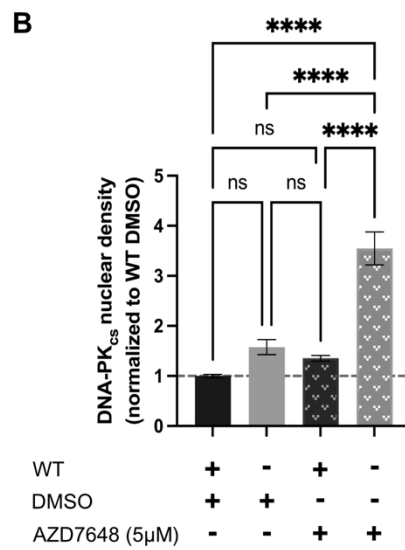 B
****
****
ns ****
ns ns
DNA-PKcs nuclear density
(normalized to WT DMSO)
5
4
3
2
1
0
WT + - + -
DMSO + + - -
AZD7648 (5μM) - - + +